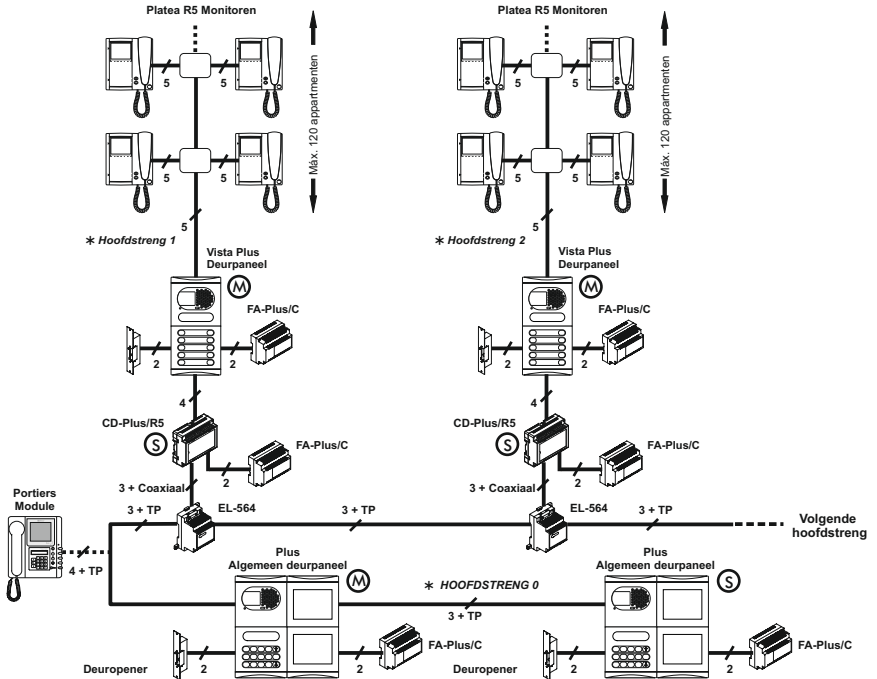 Platea R5 Monitoren
Platea R5 Monitoren
5
5
5
5
Máx. 120 appartmenten
Máx. 120 appartmenten
5
5
5
5
5
5
* Hoofdstreng 1
* Hoofdstreng 2
Vista Plus
Deurpaneel
M
Vista Plus
Deurpaneel
M
FA-Plus/C
FA-Plus/C
2
2
2
2
4
4
CD-Plus/R5
S
CD-Plus/R5
S
FA-Plus/C
FA-Plus/C
2
2
3 + Coaxiaal
3 + Coaxiaal
Portiers
Module
3 + TP
EL-564
3 + TP
EL-564
3 + TP
Volgende
hoofdstreng
4 + TP
Plus
Algemeen deurpaneel
M
* HOOFDSTRENG 0
3 + TP
Plus
Algemeen deurpaneel
S
FA-Plus/C
FA-Plus/C
Deuropener
2
2
Deuropener
2
2